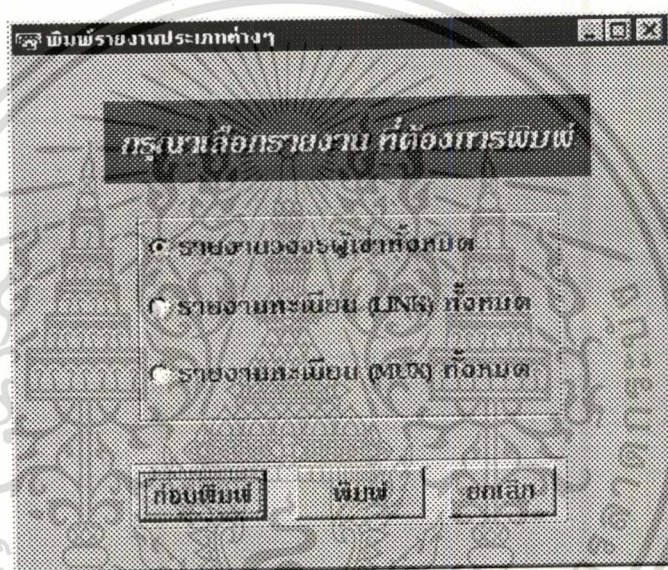 พิมพ์รายงานประเภทต่างๆ
กรุณาเลือกรายงาน ที่ต้องการพิมพ์
รายงานวงจรผู้เช่าทั้งหมด
รายงานทะเบียน (LINK) ทั้งหมด
รายงานทะเบียน (MUX) ทั้งหมด
ก่อนพิมพ์ พิมพ์ ยกเลิก